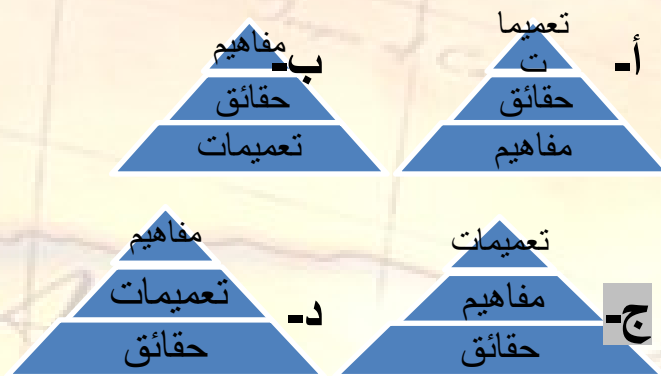 أ-
تعميما
ت
حقائق
مفاهيم
ب-
مفاهيم
حقائق
تعميمات
ج-
تعميمات
مفاهيم
حقائق
د-
مفاهيم
تعميمات
حقائق